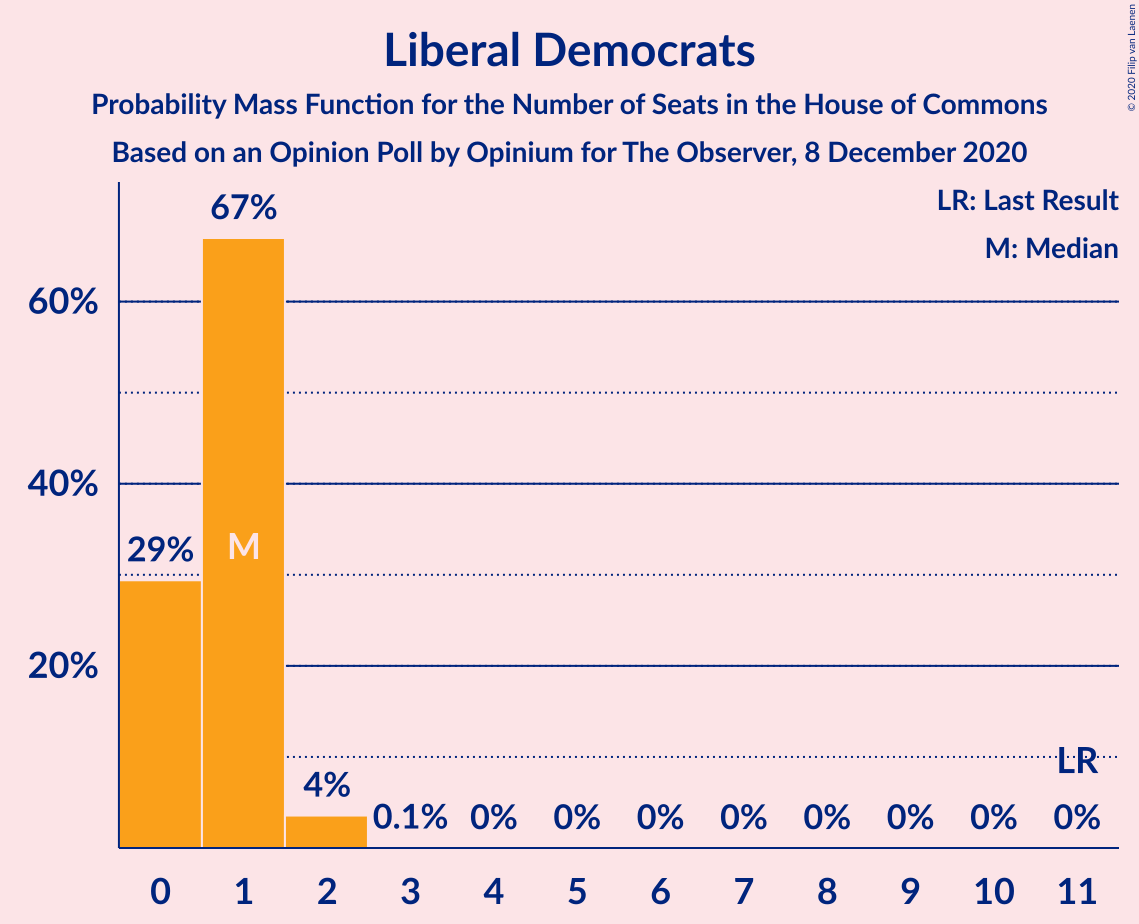 © 2020 Filip van Laenen
Liberal Democrats
Probability Mass Function for the Number of Seats in the House of Commons
Based on an Opinion Poll by Opinium for The Observer, 8 December 2020
LR: Last Result
M: Median
67%
60%
40%
29%
M
20%
LR
4%
0.1% 0% 0% 0% 0% 0% 0% 0% 0%
0 1 2 3 4 5 6 7 8 9 10 11